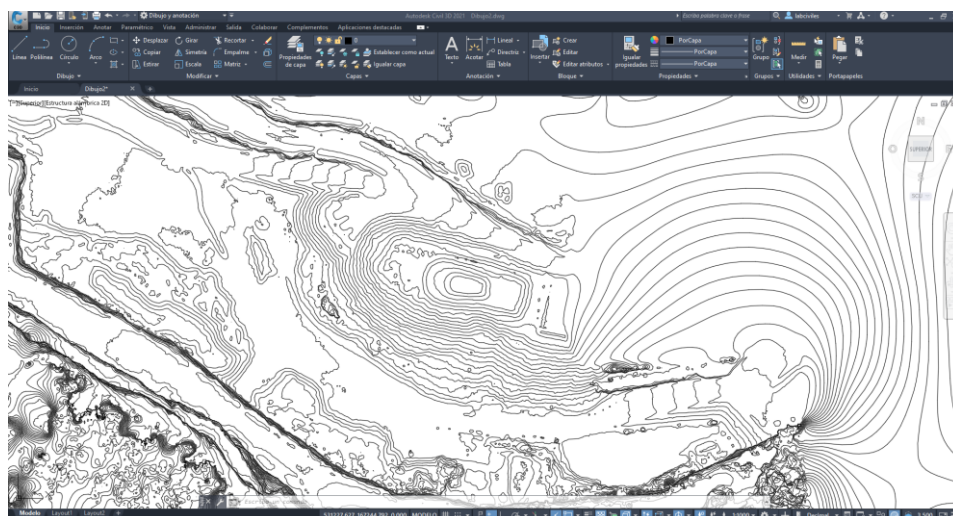 Dibujo y anotación
Autodesk Civil 3D 2021 Dibujo2.dwg
Escriba palabra clave o frase
labciviles
Inicio Inserción Anotar Paramétrico Vista Administrar Salida Colaborar Complementos Aplicaciones destacadas
Línea Polilínea Círculo Arco
Desplazar Girar Recortar
Copiar Simetría Empalme
Estirar Escala Matriz
Propiedades de capa
0
Establecer como actual
Igualar capa
Texto Acotar
Lineal
Directriz
Tabla
Insertar
Crear
Editar
Editar atributos
Igualar propiedades
PorCapa
PorCapa
PorCapa
Grupo
Medir
Pegar
Dibujo Modificar Capas Anotación Bloque Propiedades Grupos Utilidades Portapapeles
Inicio Dibujo2*
SUPERIOR
Modelo Layout1 Layout2
MODELO
Decimal